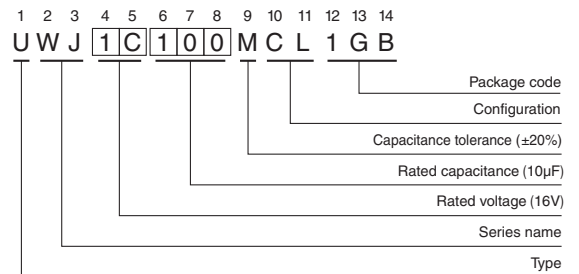 1 2 3 4 5 6 7 8 9 10 11 12 13 14
U W J 1 C 1 0 0 M C L 1 G B
Package code
Configuration
Capacitance tolerance (±20%)
Rated capacitance (10µF)
Rated voltage (16V)
Series name
Type